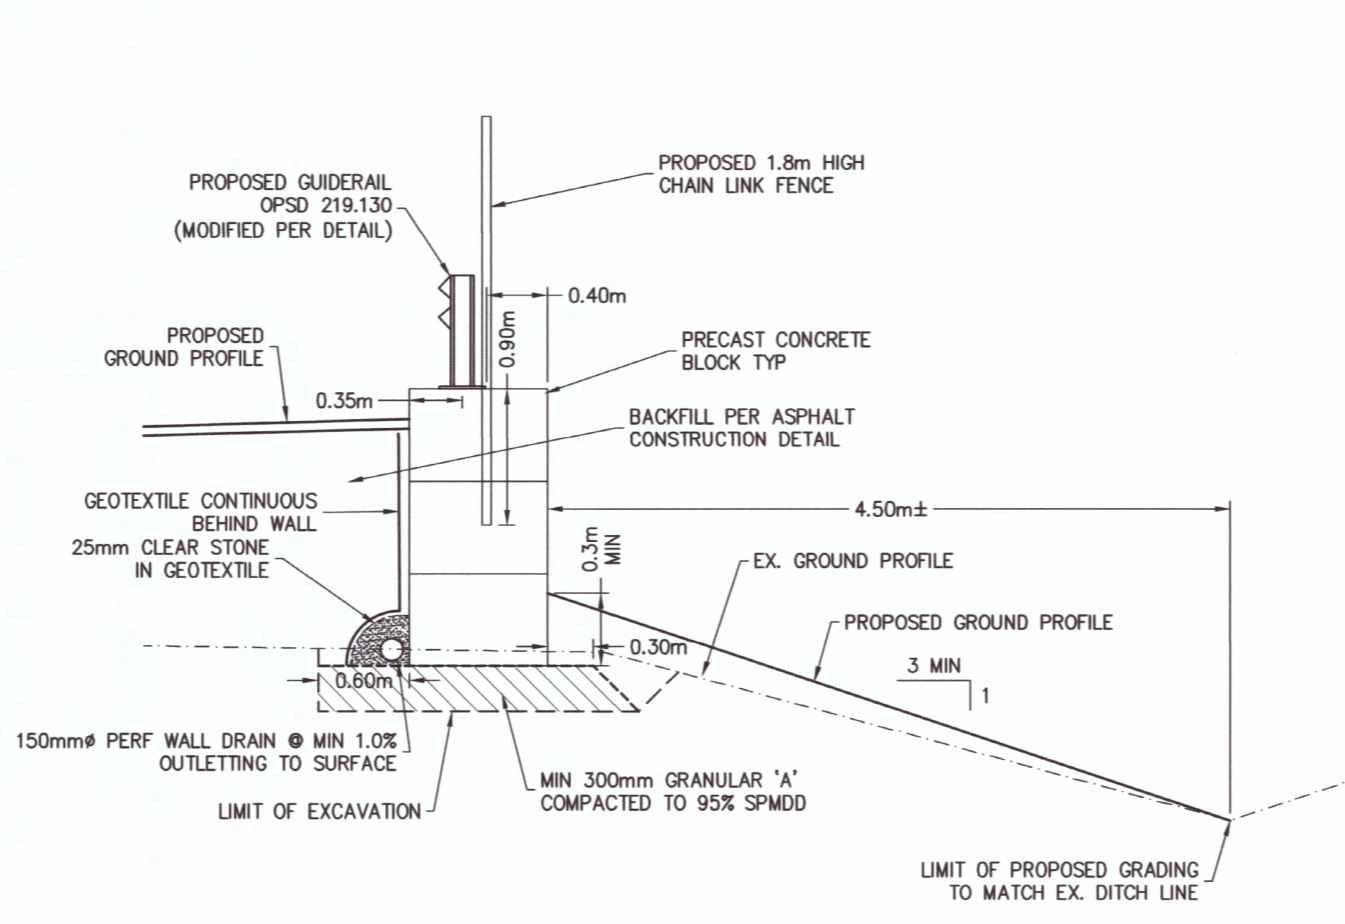 PROPOSED GUIDERAIL
OPSD 219.130
(MODIFIED PER DETAIL)
PROPOSED 1.8m HIGH
CHAIN LINK FENCE
0.40m
0.90m
PROPOSED
GROUND PROFILE
PRECAST CONCRETE
BLOCK TYP
0.35m
BACKFILL PER ASPHALT
CONSTRUCTION DETAIL
GEOTEXTILE CONTINUOUS
BEHIND WALL
4.50m±
25mm CLEAR STONE
IN GEOTEXTILE
0.3m
MIN
EX. GROUND PROFILE
PROPOSED GROUND PROFILE
0.30m
3 MIN
1
0.60m
150mmø PERF WALL DRAIN @ MIN 1.0%
OUTLETTING TO SURFACE
MIN 300mm GRANULAR 'A'
COMPACTED TO 95% SPMDD
LIMIT OF EXCAVATION
LIMIT OF PROPOSED GRADING
TO MATCH EX. DITCH LINE